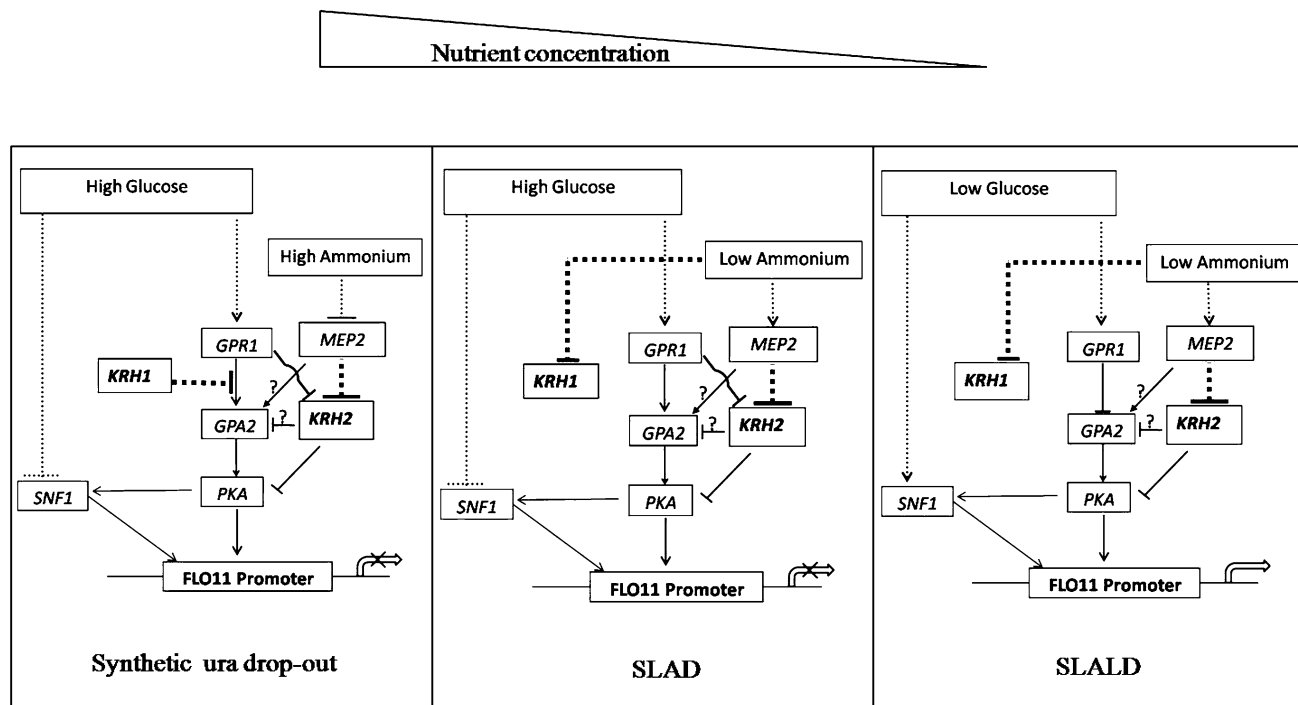 Nutrient concentration
High Glucose
High Ammonium
GPR1
MEP2
KRH1
?
?
GPA2
KRH2
SNF1
PKA
FLO11 Promoter
Synthetic ura drop-out
High Glucose
Low Ammonium
GPR1
MEP2
KRH1
?
?
GPA2
KRH2
SNF1
PKA
FLO11 Promoter
SLAD
Low Glucose
Low Ammonium
GPR1
MEP2
KRH1
?
?
GPA2
KRH2
SNF1
PKA
FLO11 Promoter
SLALD